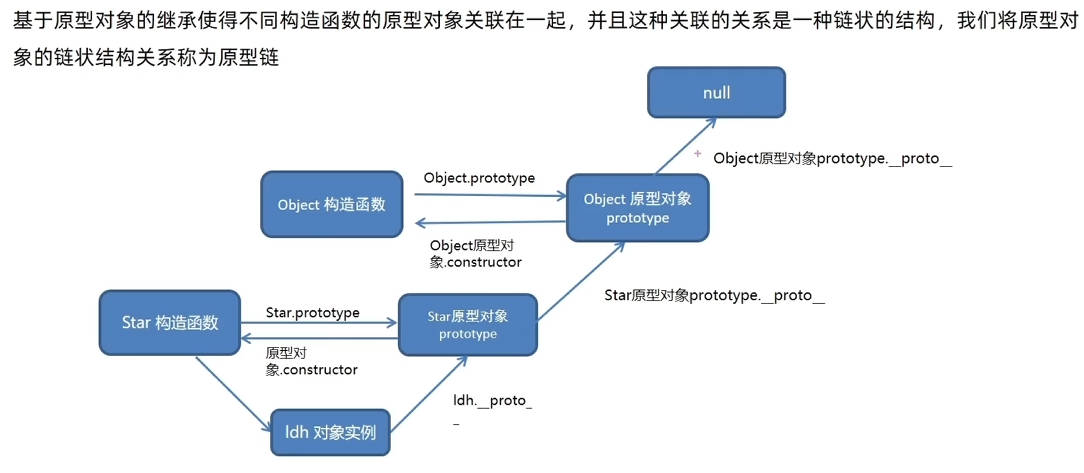 基于原型对象的继承使得不同构造函数的原型对象关联在一起，并且这种关联的关系是一种链状的结构，我们将原型对
象的链状结构关系称为原型链
null
Object原型对象prototype.__proto__
Object 构造函数
Object.prototype
Object 原型对象
prototype
Object原型对
象.constructor
Star原型对象prototype.__proto__
Star 构造函数
Star.prototype
Star原型对象
prototype
原型对
象.constructor
ldh.__proto_
_
ldh 对象实例